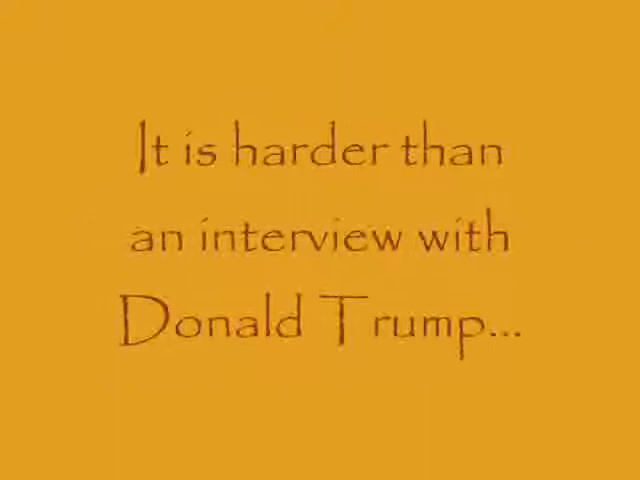 It is harder than
an interview with
Donald Trump...